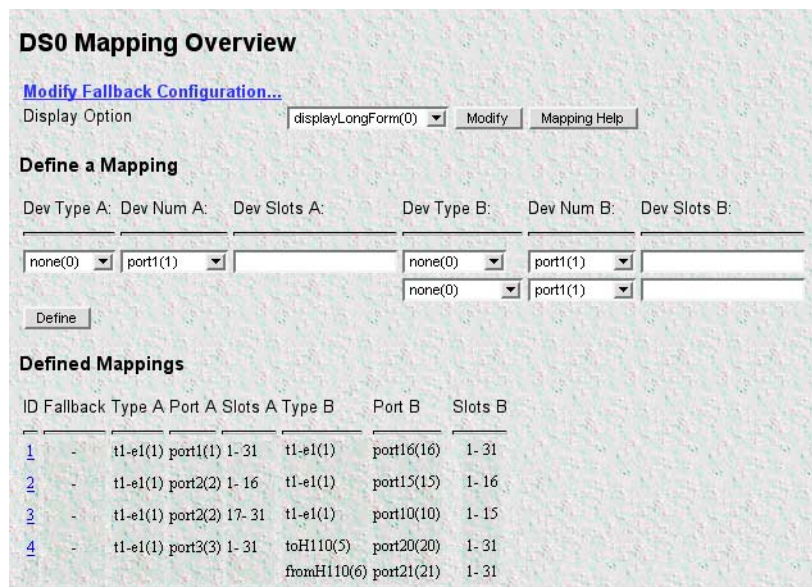 DS0 Mapping Overview
Modify Fallback Configuration...
Display Option displayLongForm(0) Modify Mapping Help
Define a Mapping
Dev Type A: Dev Num A: Dev Slots A: Dev Type B: Dev Num B: Dev Slots B:
none(0) port1(1) none(0) port1(1)
none(0) port1(1)
Define
Defined Mappings
ID Fallback Type A Port A Slots A Type B Port B Slots B
1 - t1-e1(1) port1(1) 1- 31 t1-e1(1) port16(16) 1- 31
2 - t1-e1(1) port2(2) 1- 16 t1-e1(1) port15(15) 1- 16
3 - t1-e1(1) port2(2) 17- 31 t1-e1(1) port10(10) 1- 15
4 - t1-e1(1) port3(3) 1- 31 toH110(5) port20(20) 1- 31
fromH110(6) port21(21) 1- 31